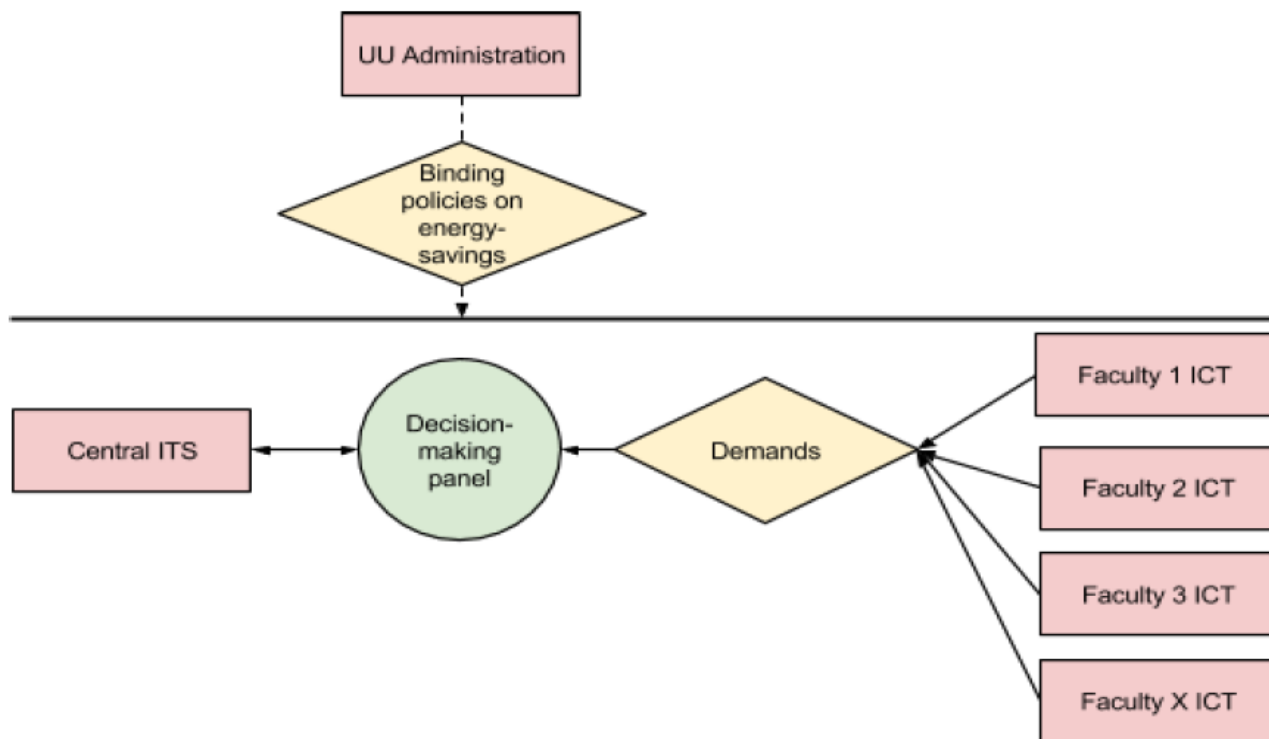 UU Administration
Binding
policies on
energy-
savings
Faculty 1 ICT
Central ITS
Decision-
making
panel
Demands
Faculty 2 ICT
Faculty 3 ICT
Faculty X ICT